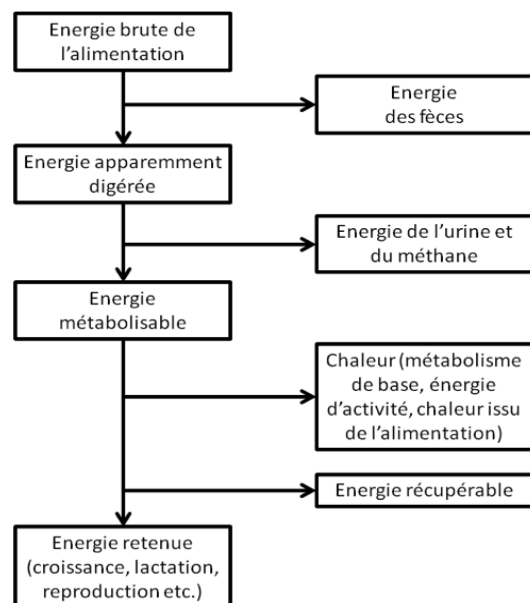 Energie brute de
l'alimentation
Energie
des fèces
Energie apparemment
digérée
Energie de l'urine et
du méthane
Energie
métabolisable
Chaleur (métabolisme
de base, énergie
d'activité, chaleur issu
de l'alimentation)
Energie récupérable
Energie retenue
(croissance, lactation,
reproduction etc.)